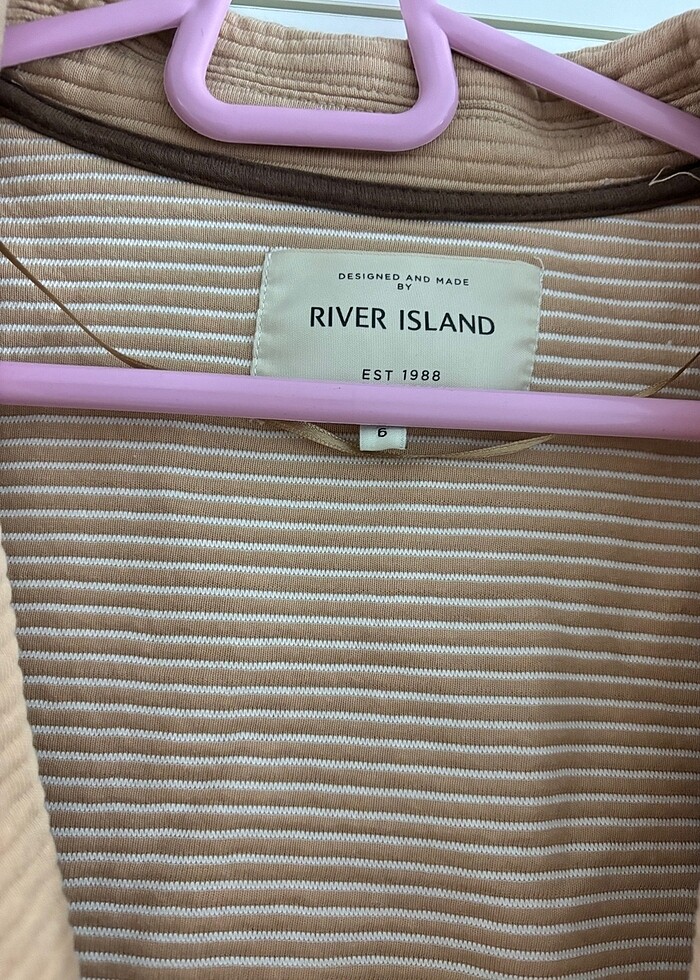 DESIGNED AND MADE
BY
RIVER ISLAND
EST 1988
6